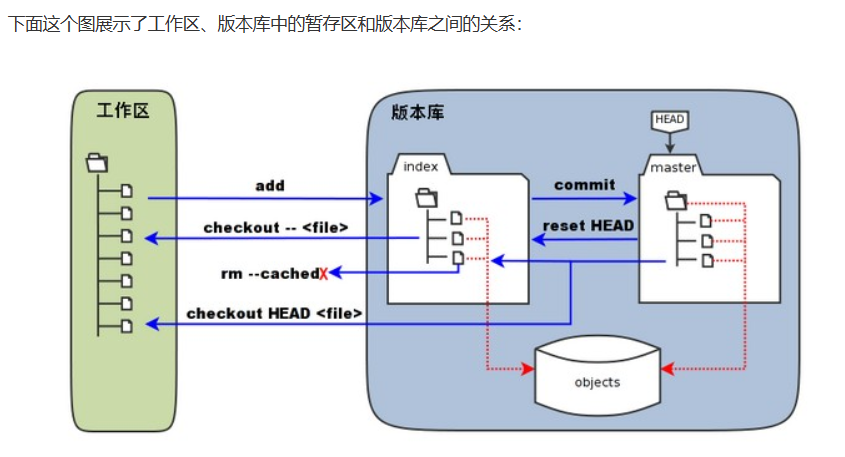 下面这个图展示了工作区、版本库中的暂存区和版本库之间的关系：
工作区
版本库
HEAD
index
master
add
commit
checkout -- <file>
reset HEAD
rm --cached
X
checkout HEAD <file>
objects